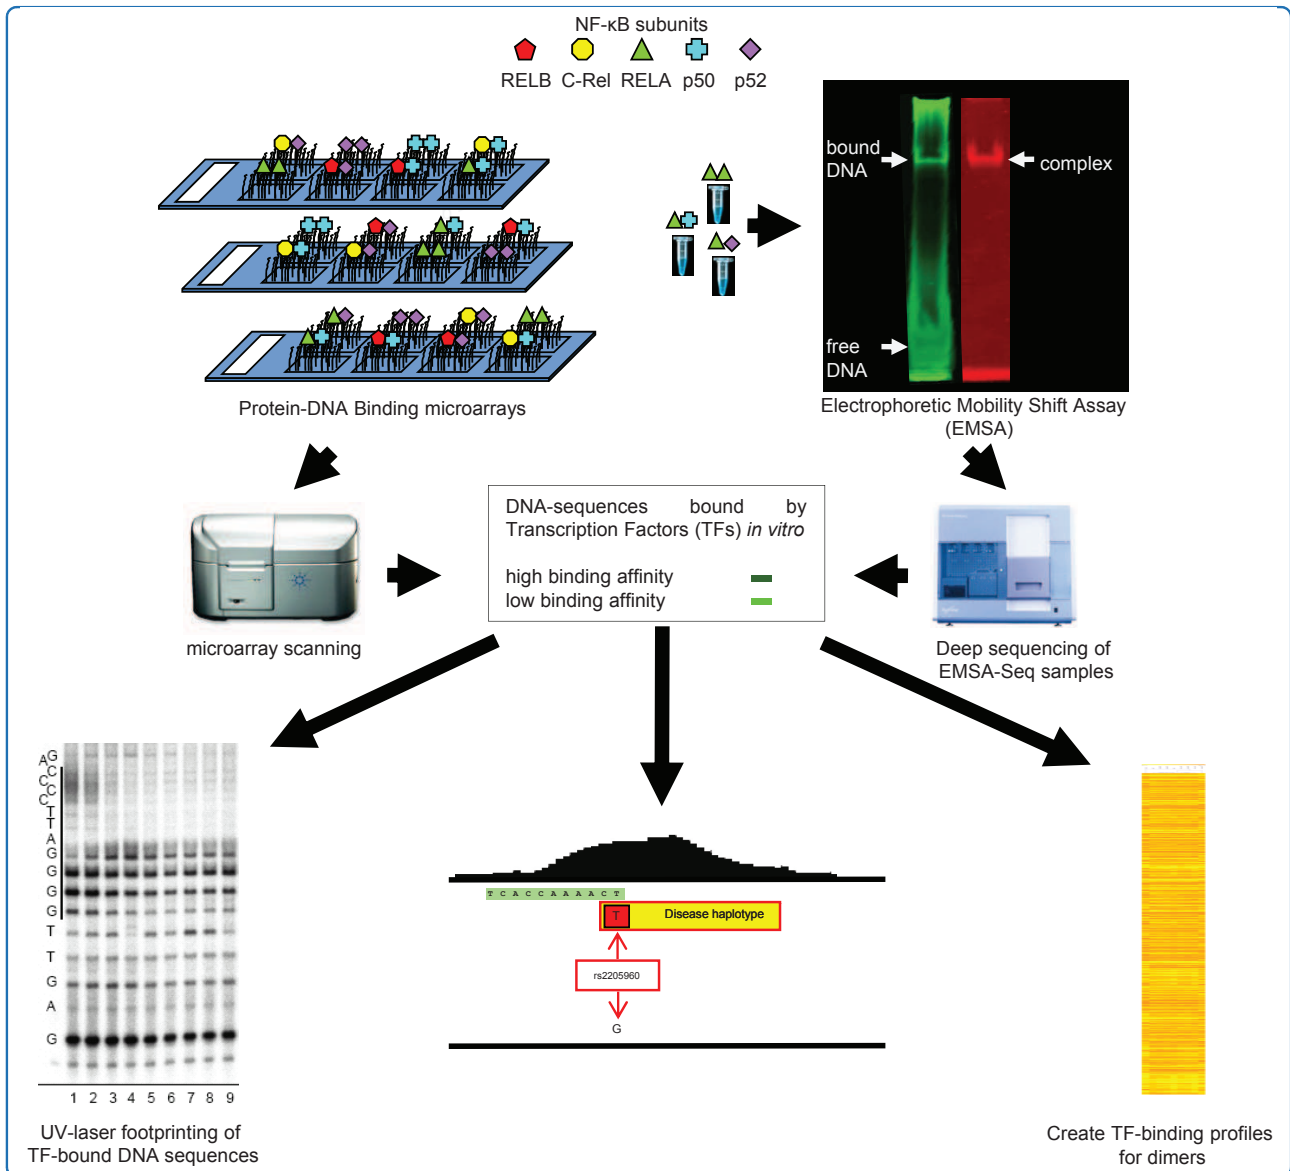 NF-κB subunits
RELB C-Rel RELA p50 p52
bound
DNA
complex
free
DNA
Protein-DNA Binding microarrays
Electrophoretic Mobility Shift Assay
(EMSA)
DNA-sequences bound by
Transcription Factors (TFs) in vitro
high binding affinity
low binding affinity
microarray scanning
Deep sequencing of
EMSA-Seq samples
G
A
C
C
C
C
T
T
A
G
G
G
G
T
T
G
A
G
1 2 3 4 5 6 7 8 9
UV-laser footprinting of
TF-bound DNA sequences
T C A C C A A A A C T
T Disease haplotype
rs2205960
G
Create TF-binding profiles
for dimers